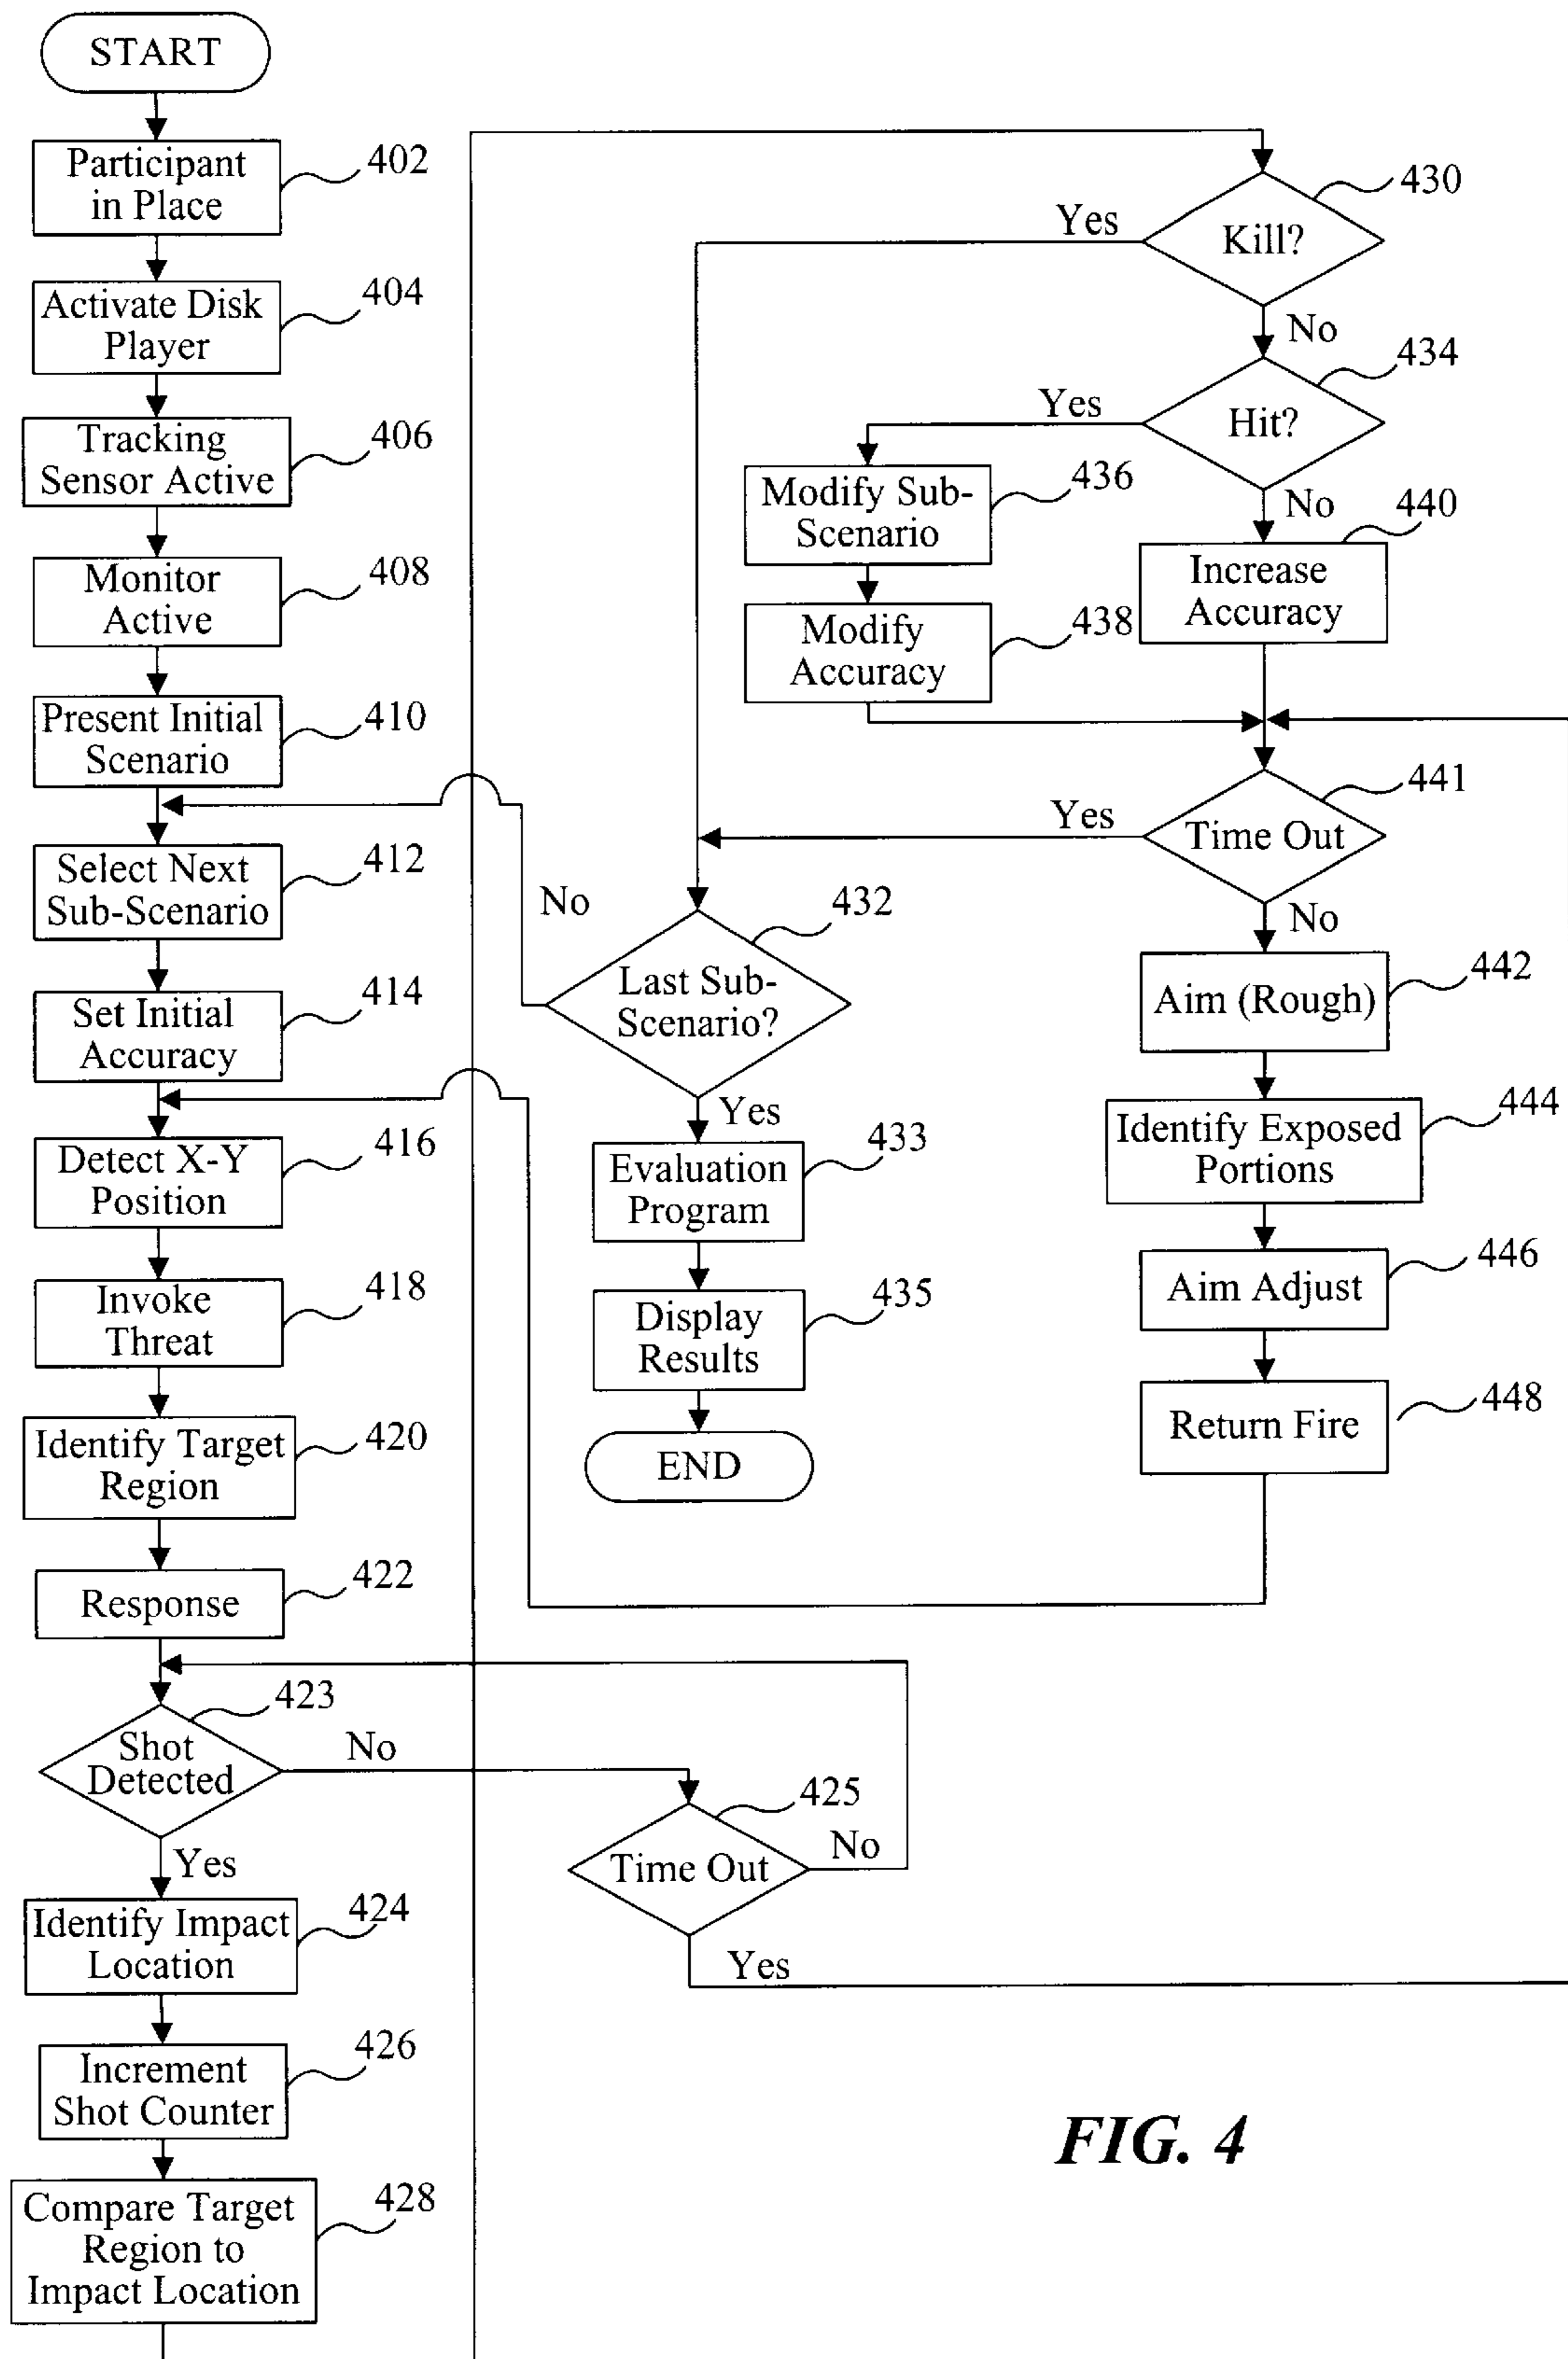 START
Participant
in Place
402
Activate Disk
Player
404
Tracking
Sensor Active
406
Monitor
Active
408
Present Initial
Scenario
410
Select Next
Sub-Scenario
412
Set Initial
Accuracy
414
Detect X-Y
Position
416
Invoke
Threat
418
Identify Target
Region
420
Response
422
Shot
Detected
423
No
Yes
Time Out
425
No
Yes
Identify Impact
Location
424
Increment
Shot Counter
426
Compare Target
Region to
Impact Location
428
Kill?
430
Yes
No
Hit?
434
Yes
No
Modify Sub-
Scenario
436
Modify
Accuracy
438
Increase
Accuracy
440
Time Out
441
Yes
No
Last Sub-
Scenario?
432
No
Yes
Evaluation
Program
433
Display
Results
435
END
Aim (Rough)
442
Identify Exposed
Portions
444
Aim Adjust
446
Return Fire
448
FIG. 4